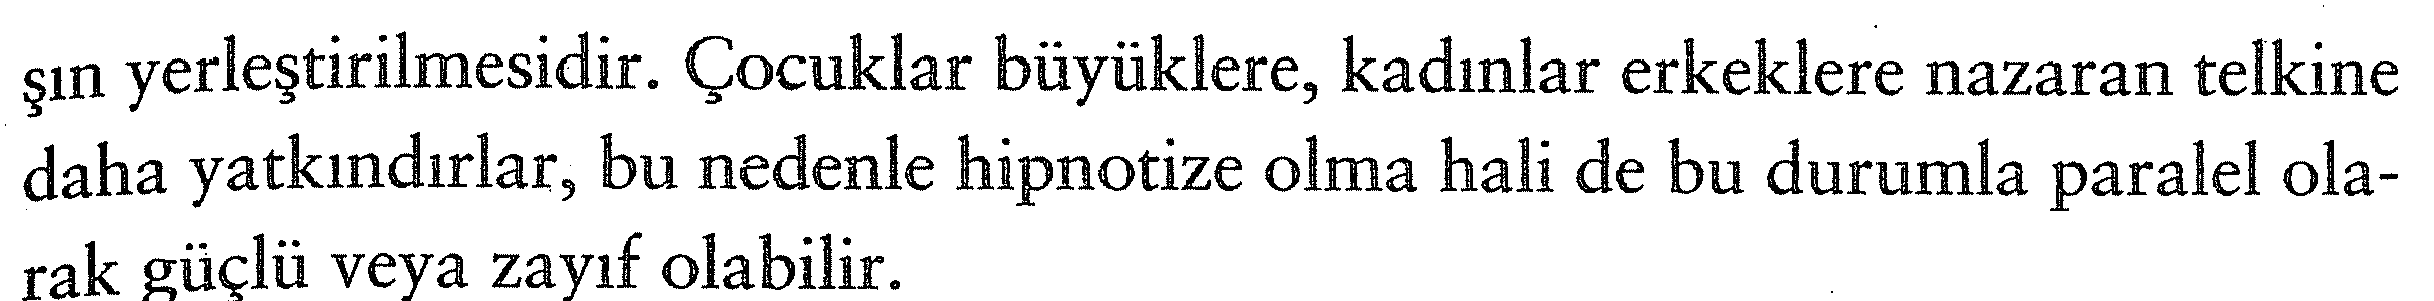 şın yerleştirilmesidir. Çocuklar büyüklere, kadınlar erkeklere nazaran telkine
daha yatkındırlar, bu nedenle hipnotize olma hali de bu durumla paralel ola-
rak güçlü veya zayıf olabilir.